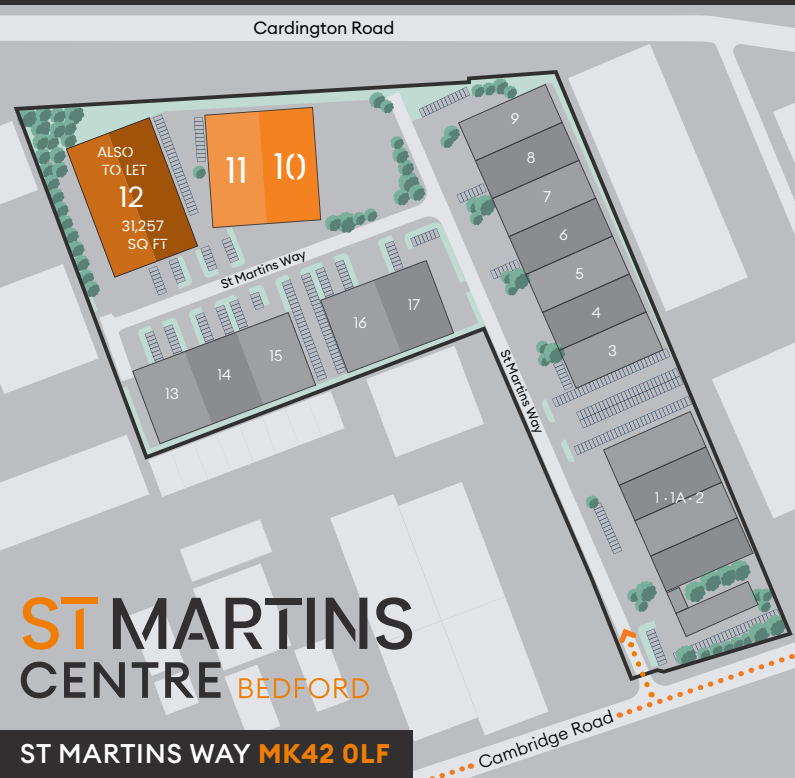 Cardington Road
ALSO
TO LET
12
31,257
SQ FT
11
10
9
8
7
6
5
4
3
St Martins Way
17
16
15
14
13
St Martins Way
1 · 1A · 2
ST MARTINS
CENTRE BEDFORD
Cambridge Road
ST MARTINS WAY MK42 0LF